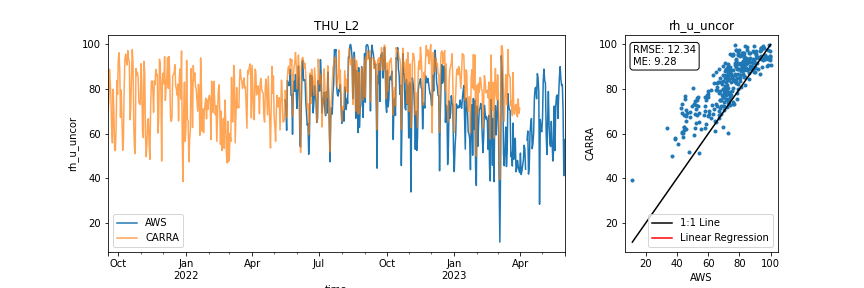 THU_L2
rh_u_uncor
100
80
60
40
20
rh_u_uncor
AWS
CARRA
Oct
Jan
2022
Apr
Jul
Oct
Jan
2023
Apr
time
rh_u_uncor
RMSE: 12.34
ME: 9.28
100
80
60
40
20
CARRA
1:1 Line
Linear Regression
20
40
60
80
100
AWS